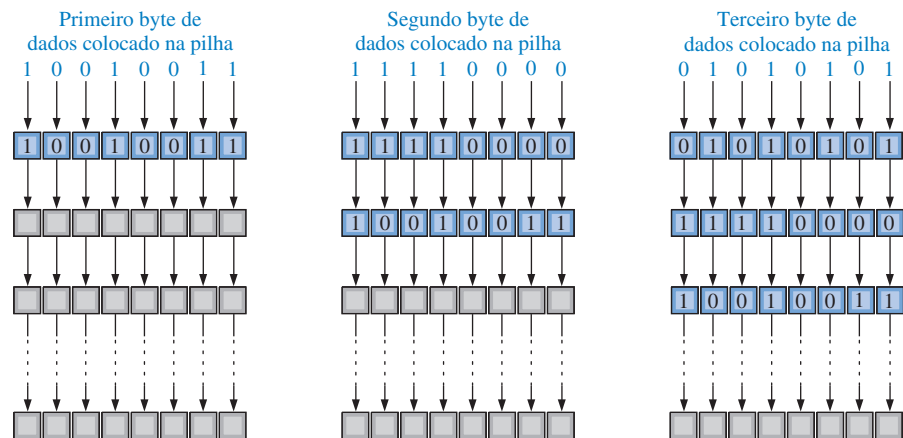 Primeiro byte de
dados colocado na pilha
1 0 0 1 0 0 1 1
1 0 0 1 0 0 1 1
Segundo byte de
dados colocado na pilha
1 1 1 1 0 0 0 0
1 1 1 1 0 0 0 0
1 0 0 1 0 0 1 1
Terceiro byte de
dados colocado na pilha
0 1 0 1 0 1 0 1
0 1 0 1 0 1 0 1
1 1 1 1 0 0 0 0
1 0 0 1 0 0 1 1